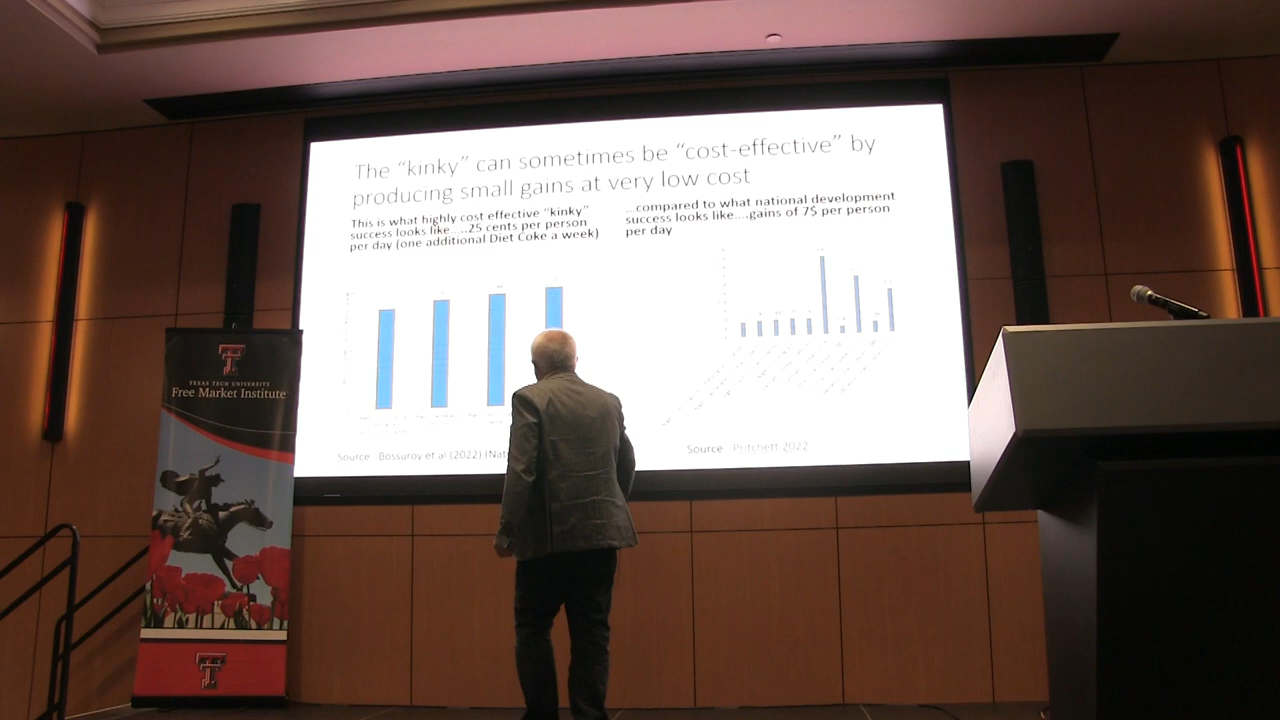 The “kinky” can sometimes be “cost-effective” by
producing small gains at very low cost
This is what highly cost effective “kinky”
success looks like.....25 cents per person
per day (one additional Diet Coke a week)
...compared to what national development
success looks like....gains of 7$ per person
per day
Source Bossuroy et al (2022) (Nat
Source Pritchett 2022
TEXAS TECH UNIVERSITY
Free Market Institute